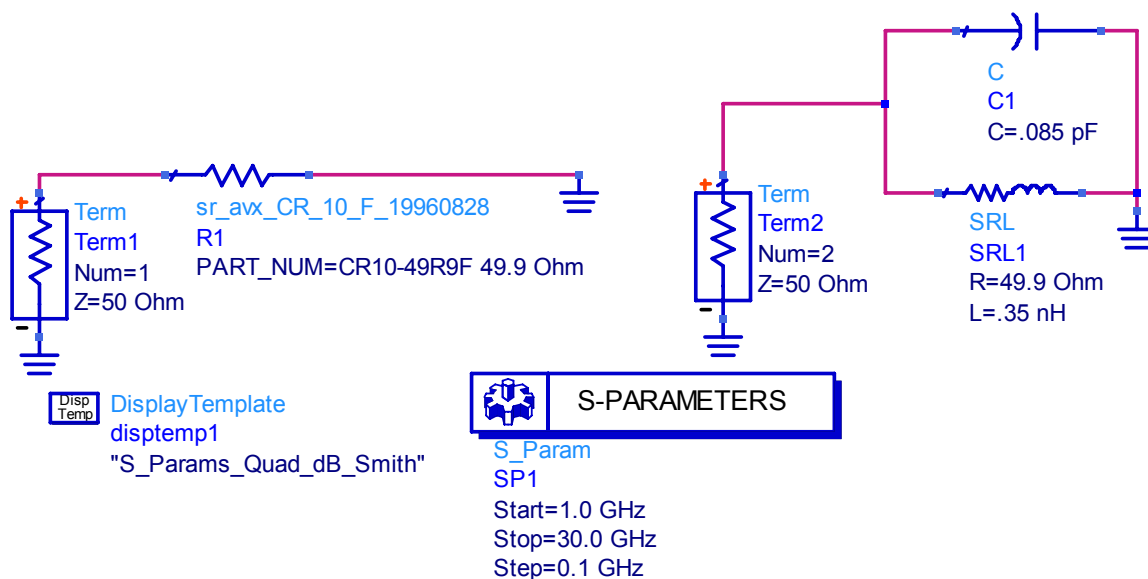 C
C1
C=.085 pF
+
Term
Term1
Num=1
Z=50 Ohm
-
sr_avx_CR_10_F_19960828
R1
PART_NUM=CR10-49R9F 49.9 Ohm
+
Term
Term2
Num=2
Z=50 Ohm
-
SRL
SRL1
R=49.9 Ohm
L=.35 nH
Disp
Temp
DisplayTemplate
disptemp1
"S_Params_Quad_dB_Smith"
S-PARAMETERS
S_Param
SP1
Start=1.0 GHz
Stop=30.0 GHz
Step=0.1 GHz